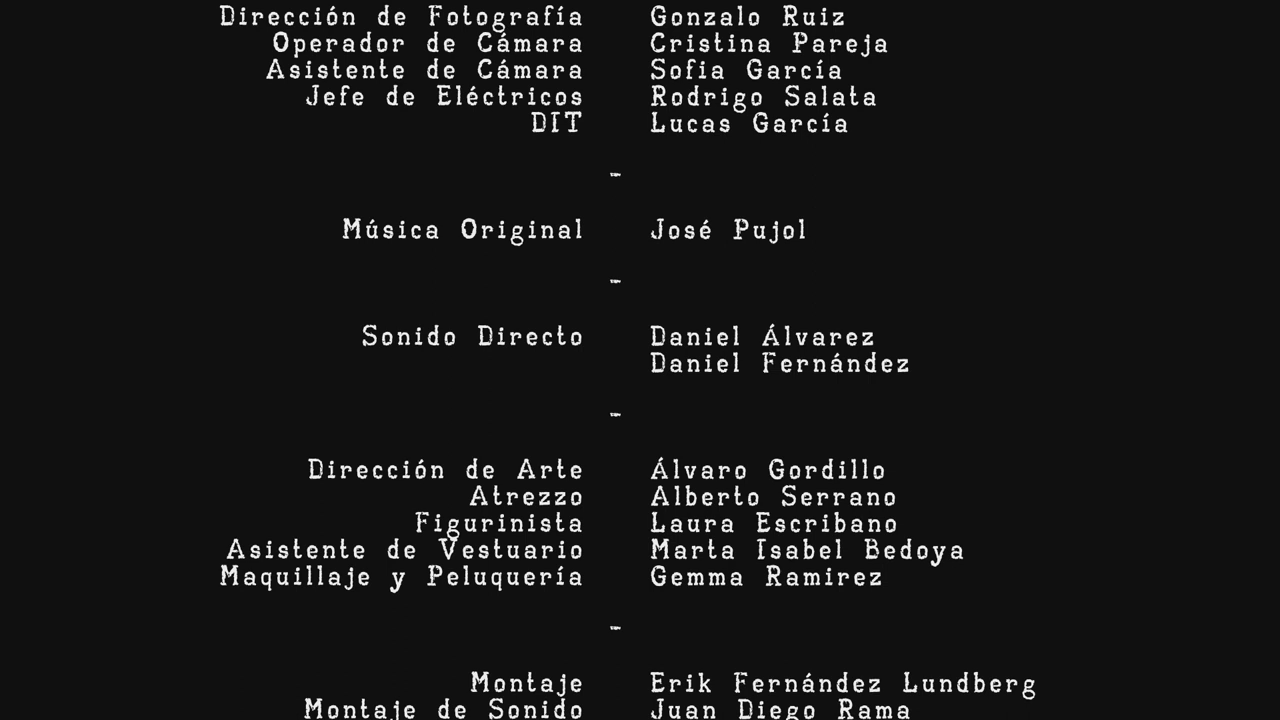 Dirección de Fotografía Gonzalo Ruiz
Operador de Cámara Cristina Pareja
Asistente de Cámara Sofia García
Jefe de Eléctricos Rodrigo Salata
DIT Lucas García
-
Música Original José Pujol
-
Sonido Directo Daniel Álvarez
Daniel Fernández
-
Dirección de Arte Álvaro Gordillo
Atrezzo Alberto Serrano
Figurinista Laura Escribano
Asistente de Vestuario Marta Isabel Bedoya
Maquillaje y Peluquería Gemma Ramirez
-
Montaje Erik Fernández Lundberg
Montaje de Sonido Juan Diego Rama